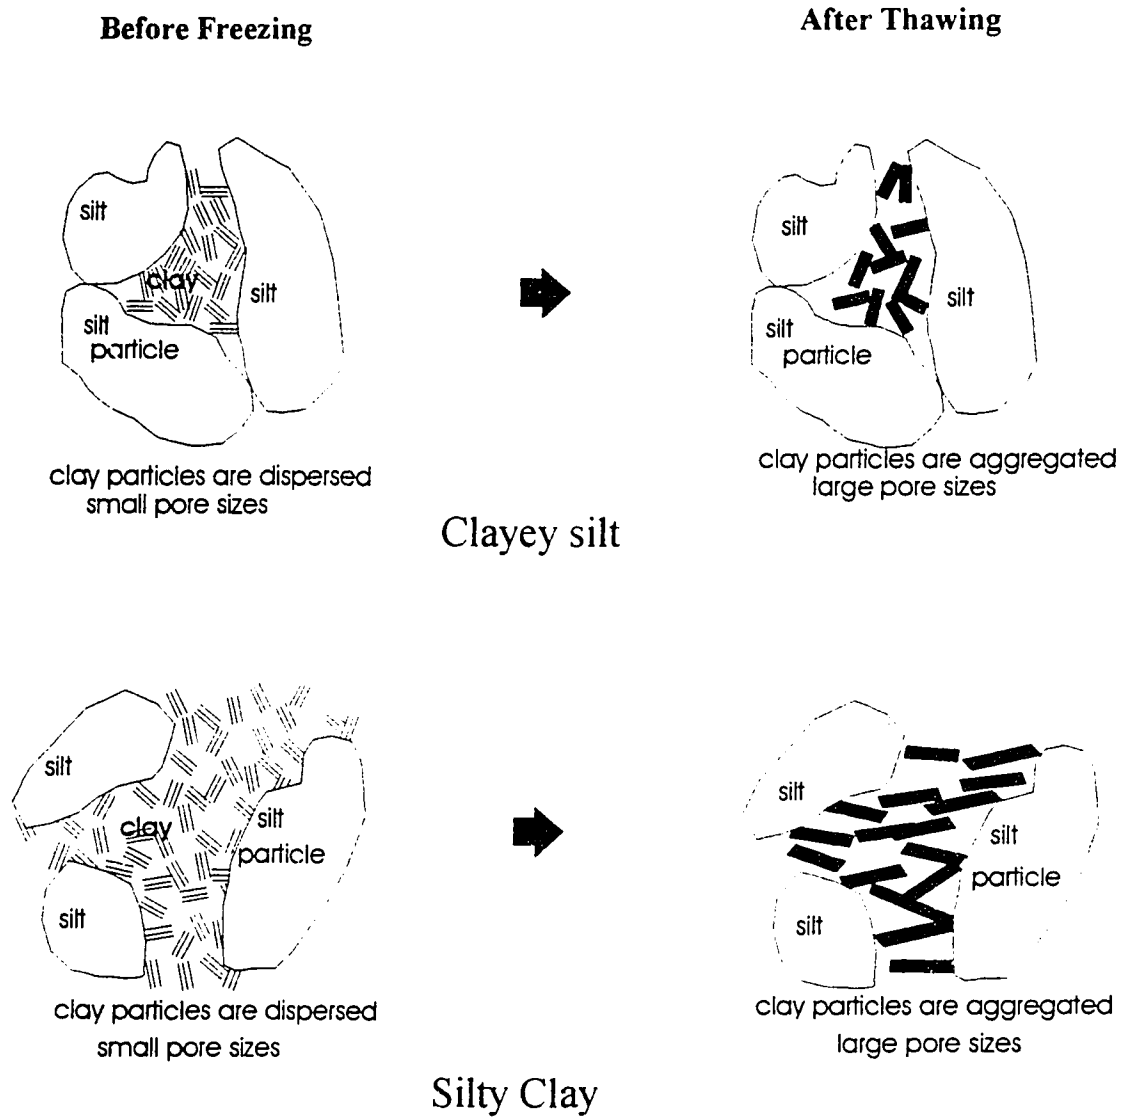 Before Freezing
After Thawing
silt
clay
silt
silt
particle
clay particles are dispersed
small pore sizes
silt
silt
silt
particle
clay particles are aggregated
large pore sizes
Clayey silt
silt
clay
silt
particle
silt
clay particles are dispersed
small pore sizes
silt
silt
particle
silt
clay particles are aggregated
large pore sizes
Silty Clay